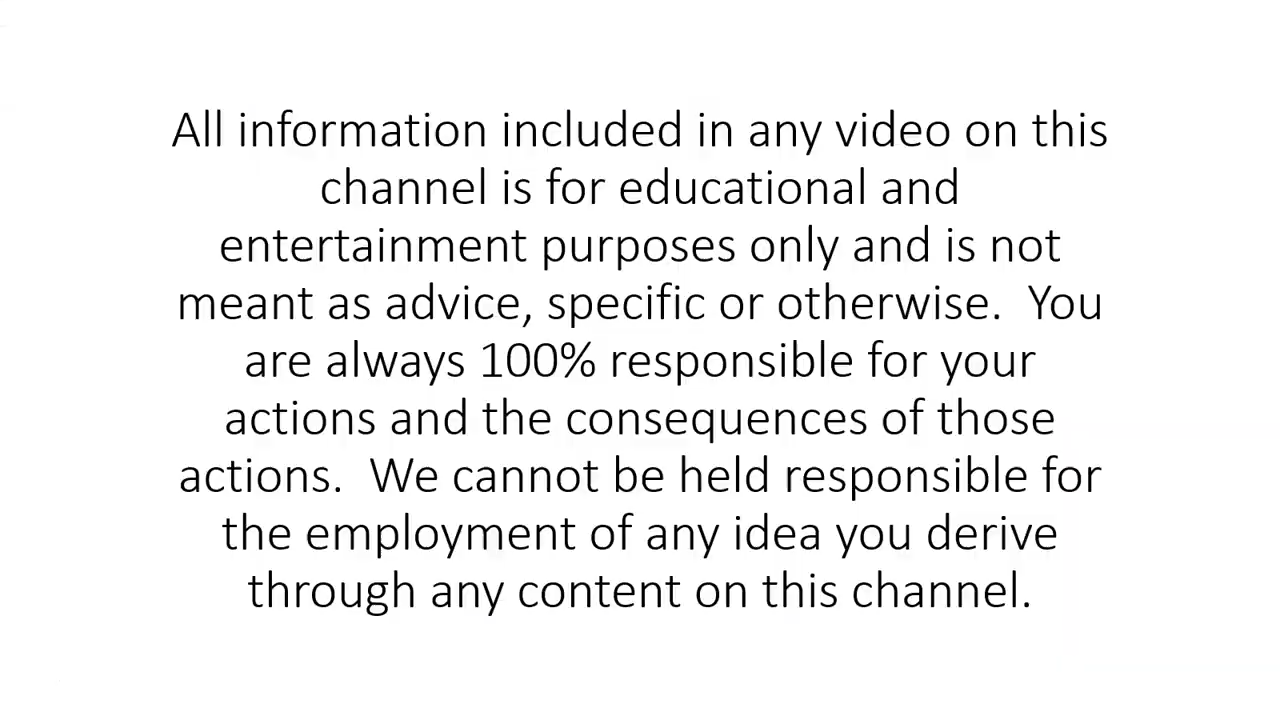 All information included in any video on this
channel is for educational and
entertainment purposes only and is not
meant as advice, specific or otherwise.  You
are always 100% responsible for your
actions and the consequences of those
actions.  We cannot be held responsible for
the employment of any idea you derive
through any content on this channel.